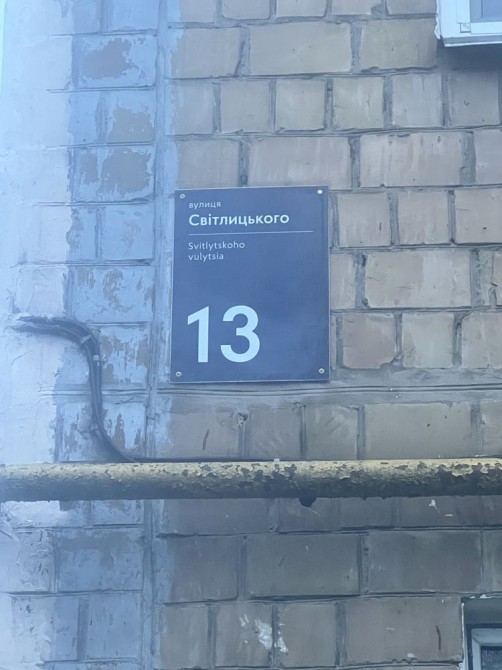 вулиця
Світлицького
Svitlytskoho
vulytsia
13